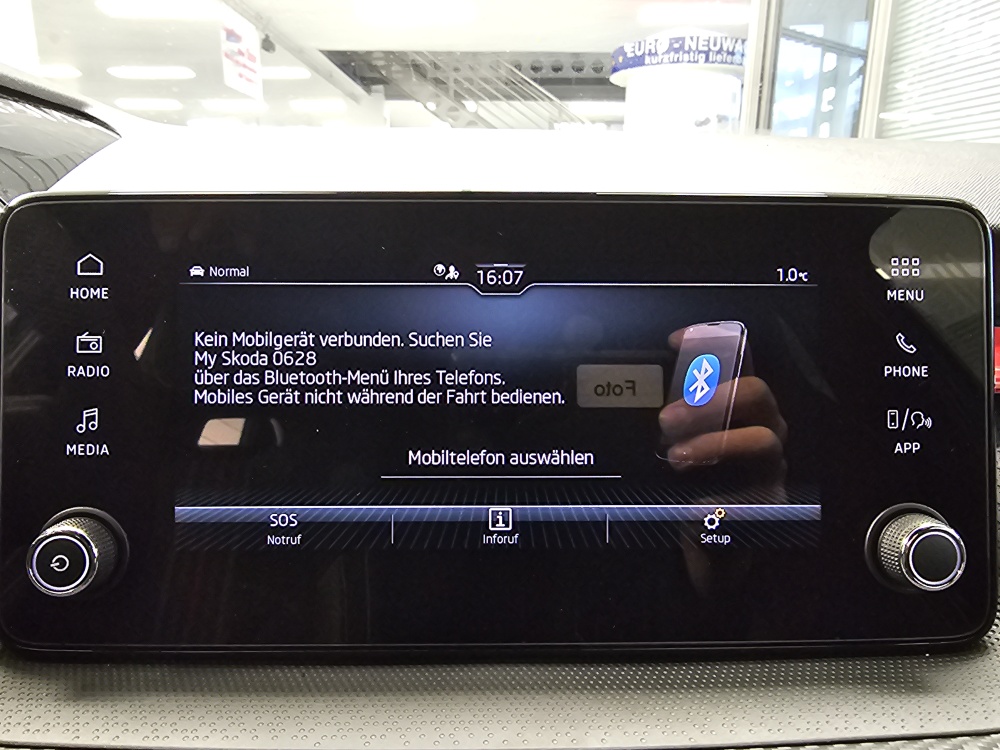 EURO - NEUWA
kurzfristig liefer
HOME
RADIO
MEDIA
Normal
16:07
1.0°C
Kein Mobilgerät verbunden. Suchen Sie
My Skoda 0628
über das Bluetooth-Menü Ihres Telefons.
Mobiles Gerät nicht während der Fahrt bedienen.
Foto
Mobiltelefon auswählen
SOS
Notruf
i
Inforuf
Setup
MENU
PHONE
APP